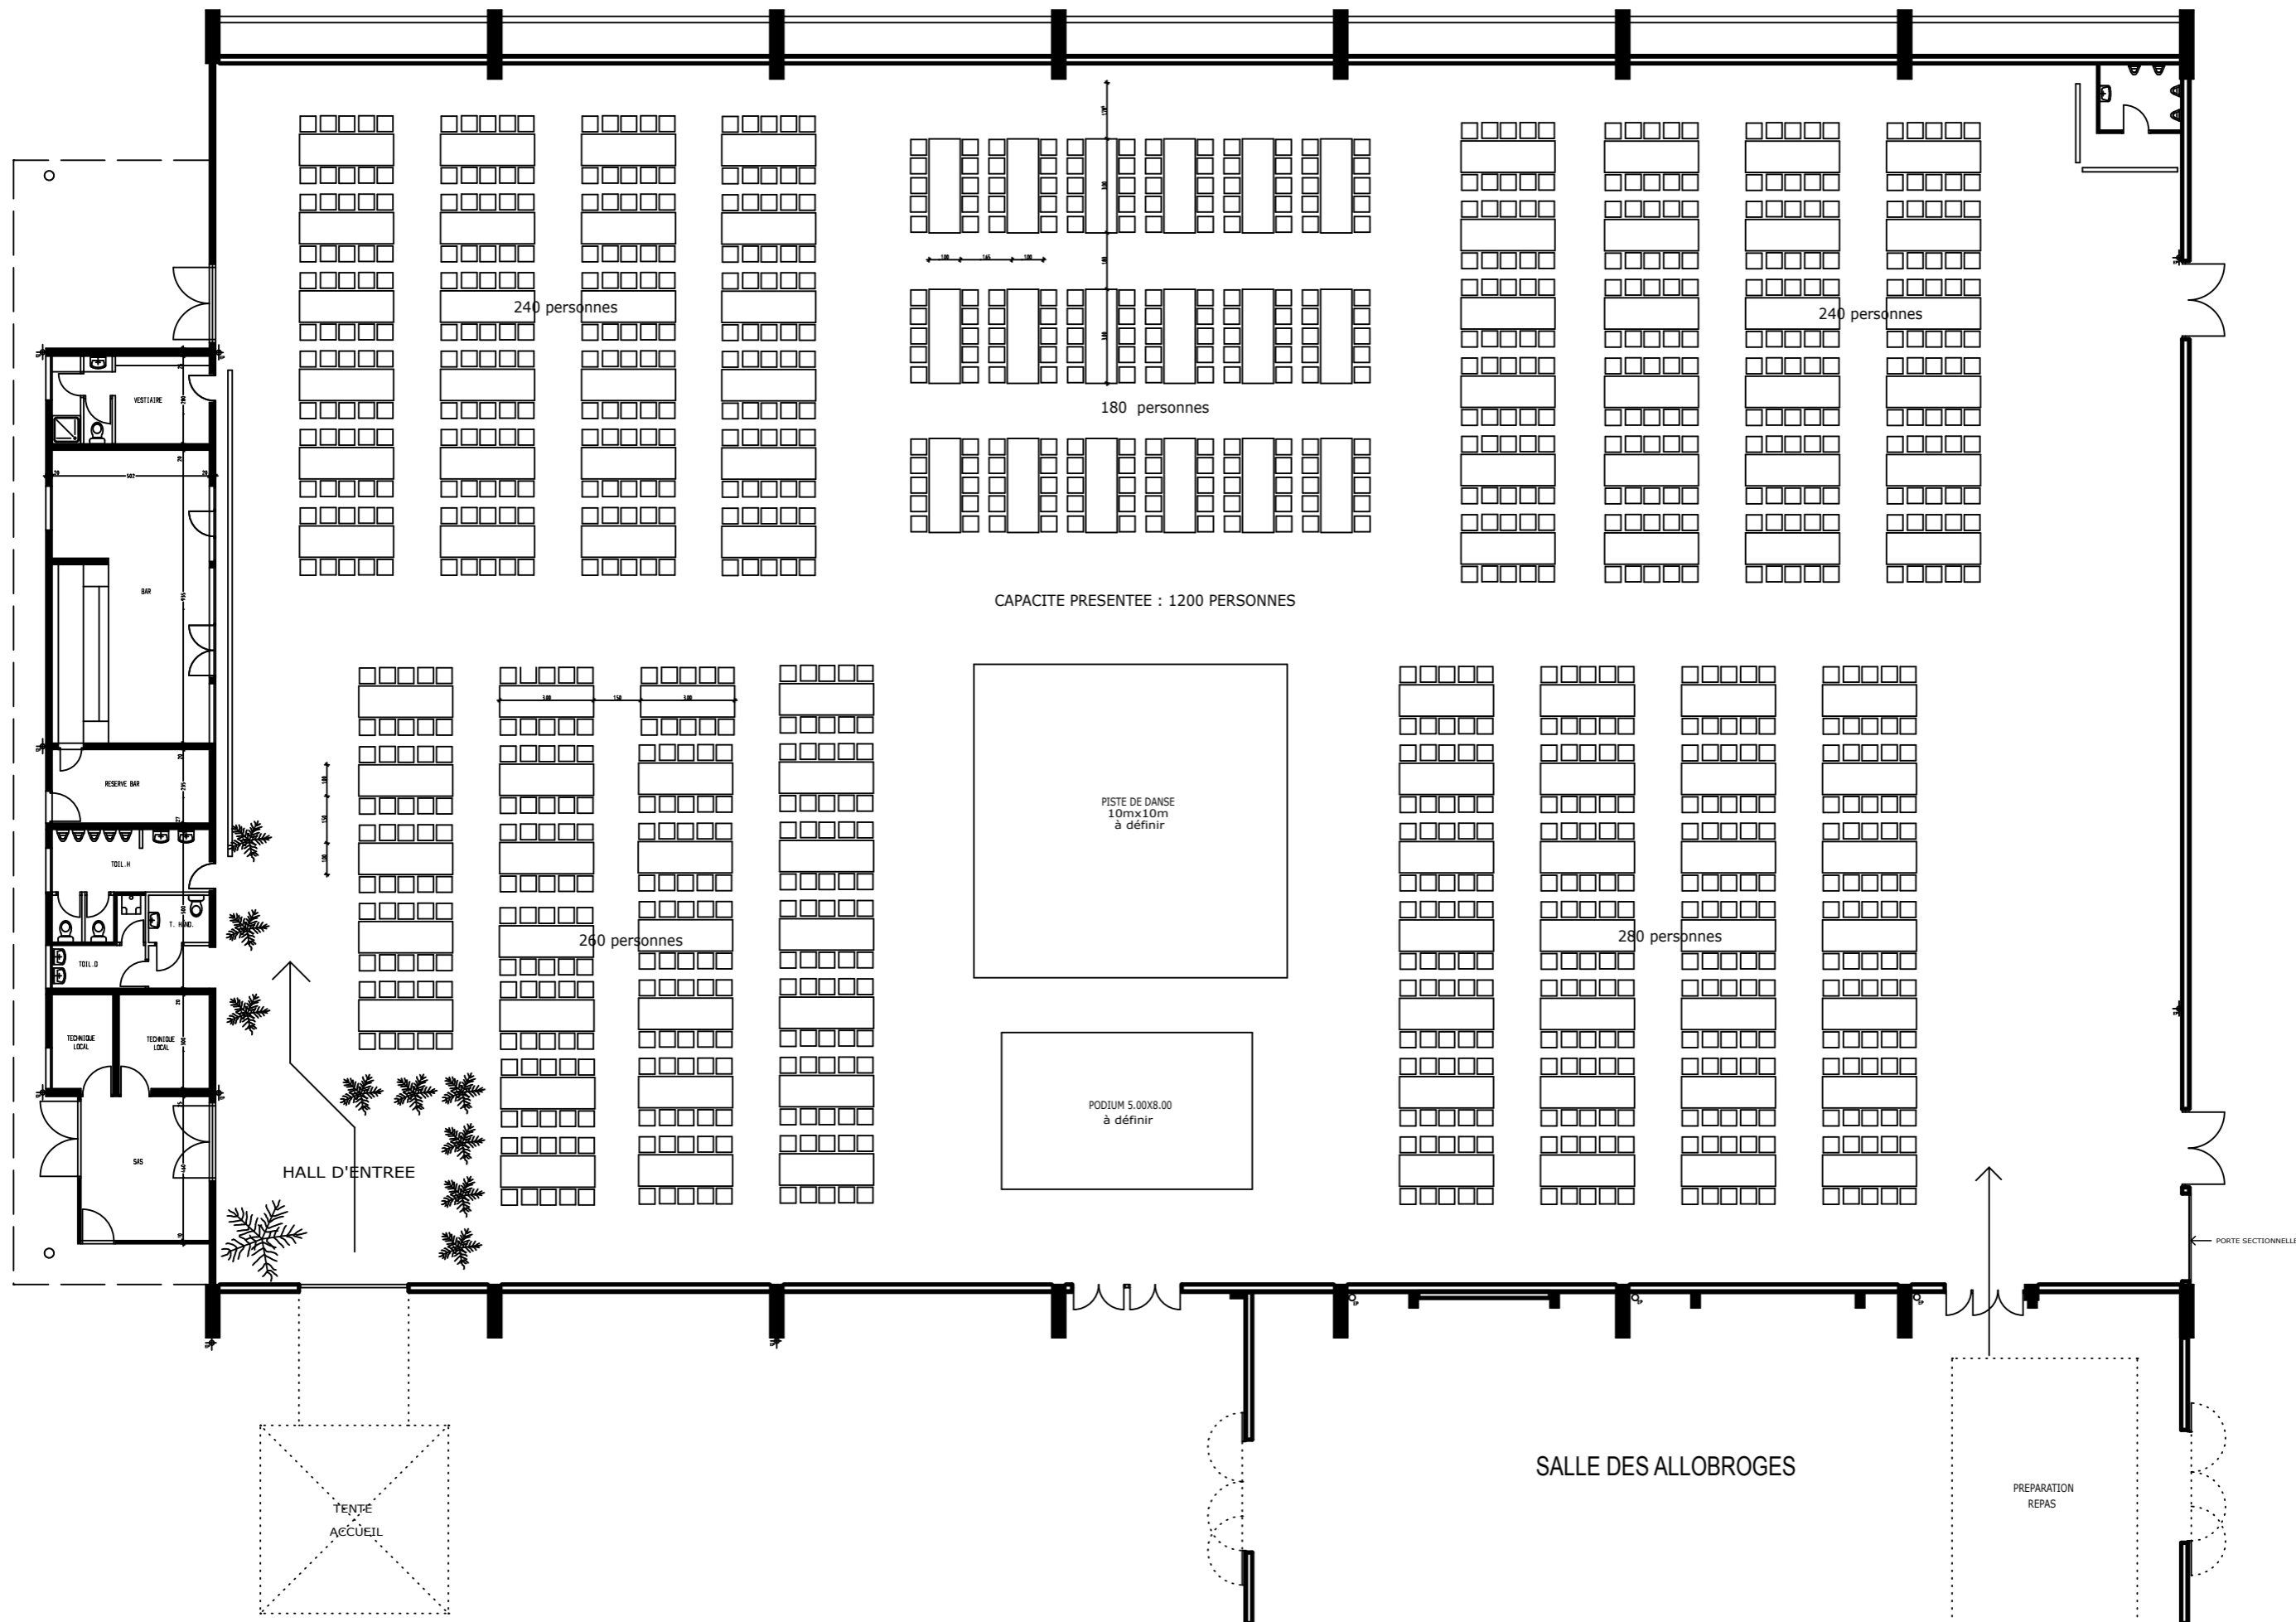 240 personnes
240 personnes
180 personnes
VESTIAIRE
BAR
CAPACITE PRESENTEE : 1200 PERSONNES
RESERVE BAR
PISTE DE DANSE
10mx10m
à définir
TOIL.H
T. HAND.
TOIL.D
260 personnes
280 personnes
TECHNIQUE
LOCAL
TECHNIQUE
LOCAL
PODIUM 5.00X8.00
à définir
SAS
HALL D'ENTREE
PORTE SECTIONNELLE
SALLE DES ALLOBROGES
PREPARATION
REPAS
TENTE
ACCUEIL